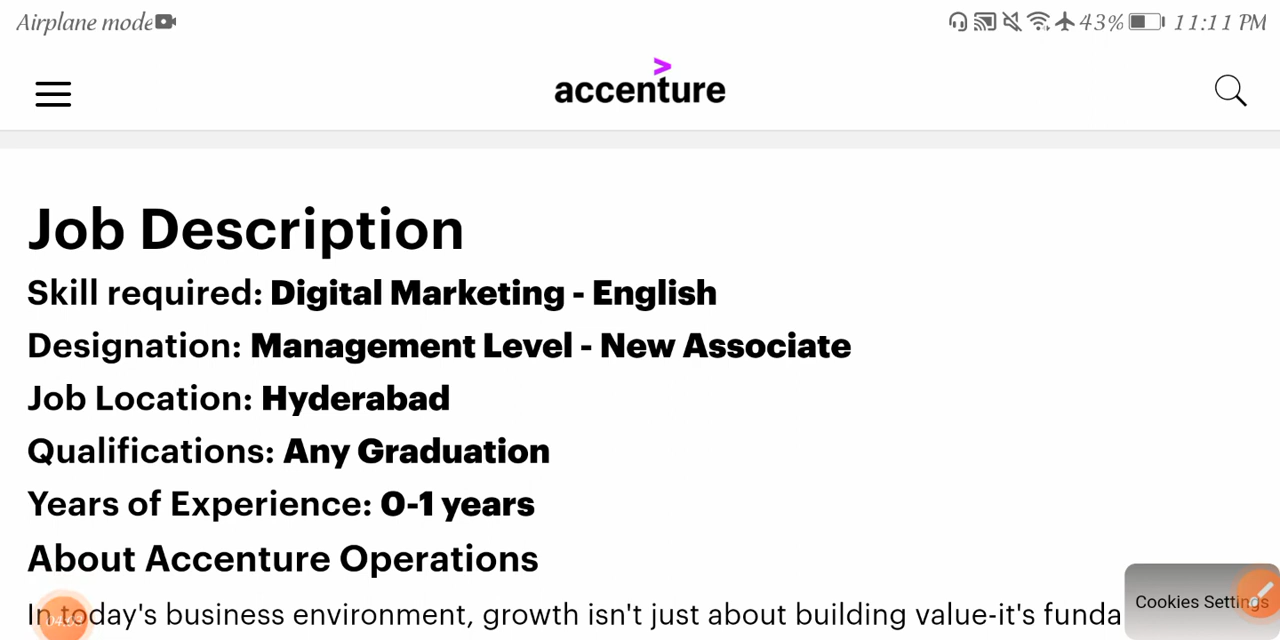 Airplane mode 43% 11:11 PM
>
accenture
Job Description
Skill required: Digital Marketing - English
Designation: Management Level - New Associate
Job Location: Hyderabad
Qualifications: Any Graduation
Years of Experience: 0-1 years
About Accenture Operations
In today's business environment, growth isn't just about building value-it's funda
Cookies Settings